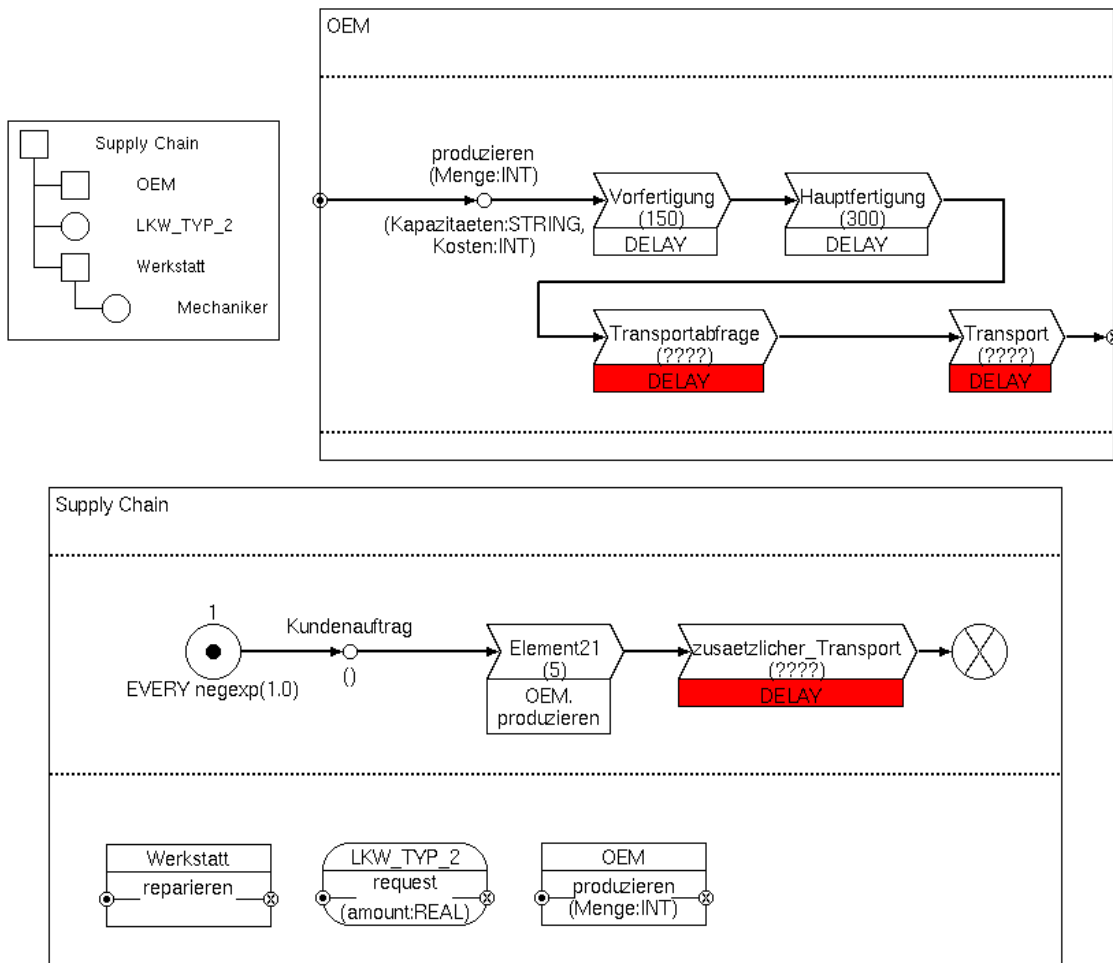 OEM
Supply Chain
OEM
LKW_TYP_2
Werkstatt
Mechaniker
produzieren
(Menge:INT)
(Kapazitaeten:STRING,
Kosten:INT)
Vorfertigung
(150)
DELAY
Hauptfertigung
(300)
DELAY
Transportabfrage
(????)
DELAY
Transport
(????)
DELAY
Supply Chain
1
EVERY negexp(1.0)
Kundenauftrag
()
Element21
(5)
OEM.
produzieren
zusaetzlicher_Transport
(????)
DELAY
Werkstatt
reparieren
LKW_TYP_2
request
(amount:REAL)
OEM
produzieren
(Menge:INT)